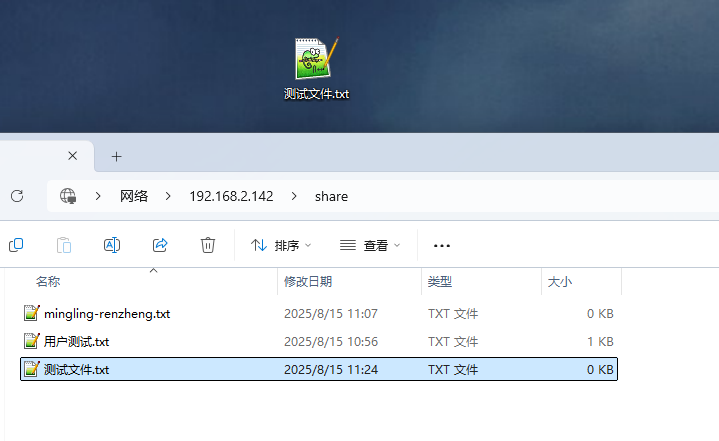 测试文件.txt
网络 192.168.2.142 share
排序 查看
名称 修改日期 类型 大小
mingling-renzheng.txt 2025/8/15 11:07 TXT 文件 0 KB
用户测试.txt 2025/8/15 10:56 TXT 文件 1 KB
测试文件.txt 2025/8/15 11:24 TXT 文件 0 KB